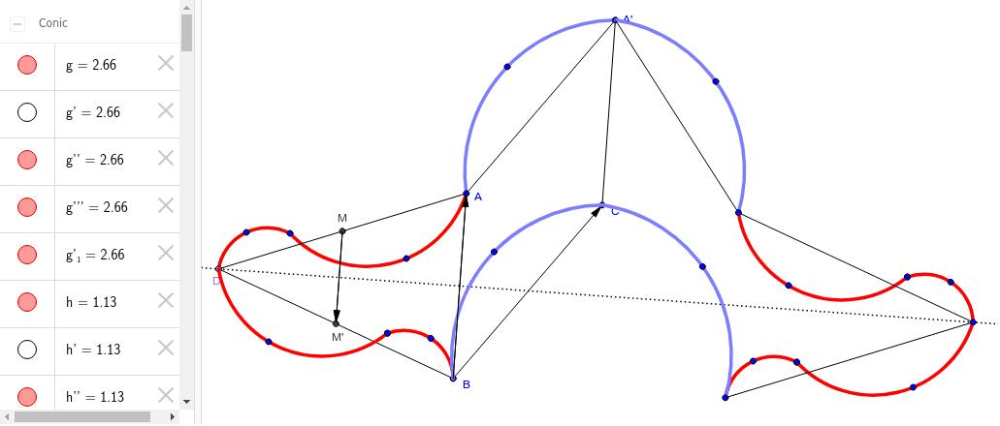 Conic
g = 2.66
g' = 2.66
g'' = 2.66
g''' = 2.66
g'₁ = 2.66
h = 1.13
h' = 1.13
h'' = 1.13
A'
A
C
M
D
M'
B